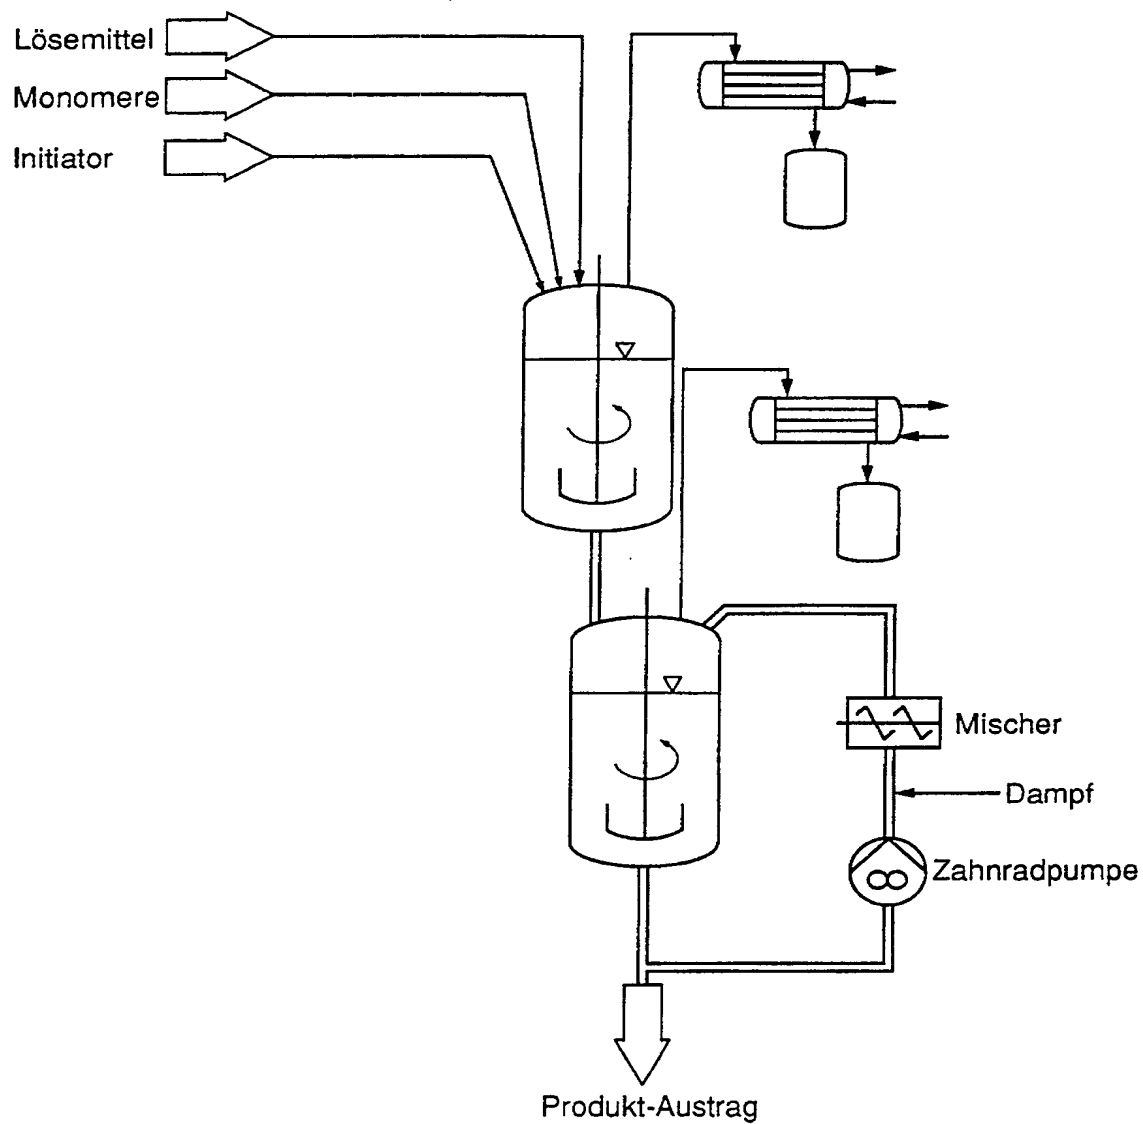 Lösemittel
Monomere
Initiator
Mischer
Dampf
Zahnradpumpe
Produkt-Austrag